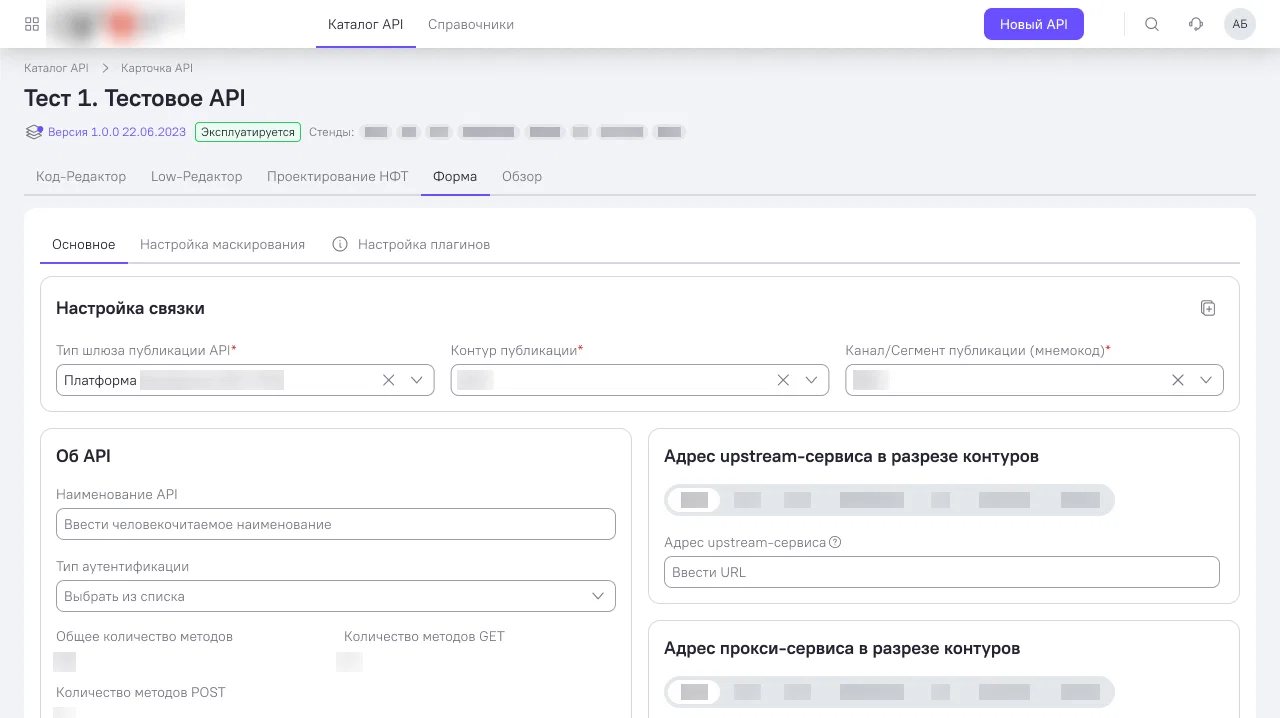 Каталог API Справочники Новый API АБ
Каталог API Карточка API
Тест 1. Тестовое API
Версия 1.0.0 22.06.2023 Эксплуатируется Стенды:
Код-Редактор Low-Редактор Проектирование НФТ Форма Обзор
Основное Настройка маскирования Настройка плагинов
Настройка связки
Тип шлюза публикации API* Контур публикации* Канал/Сегмент публикации (мнемокод)*
Платформа
Об API
Наименование API
Ввести человекочитаемое наименование
Тип аутентификации
Выбрать из списка
Общее количество методов Количество методов GET
Количество методов POST
Адрес upstream-сервиса в разрезе контуров
Адрес upstream-сервиса
Ввести URL
Адрес прокси-сервиса в разрезе контуров